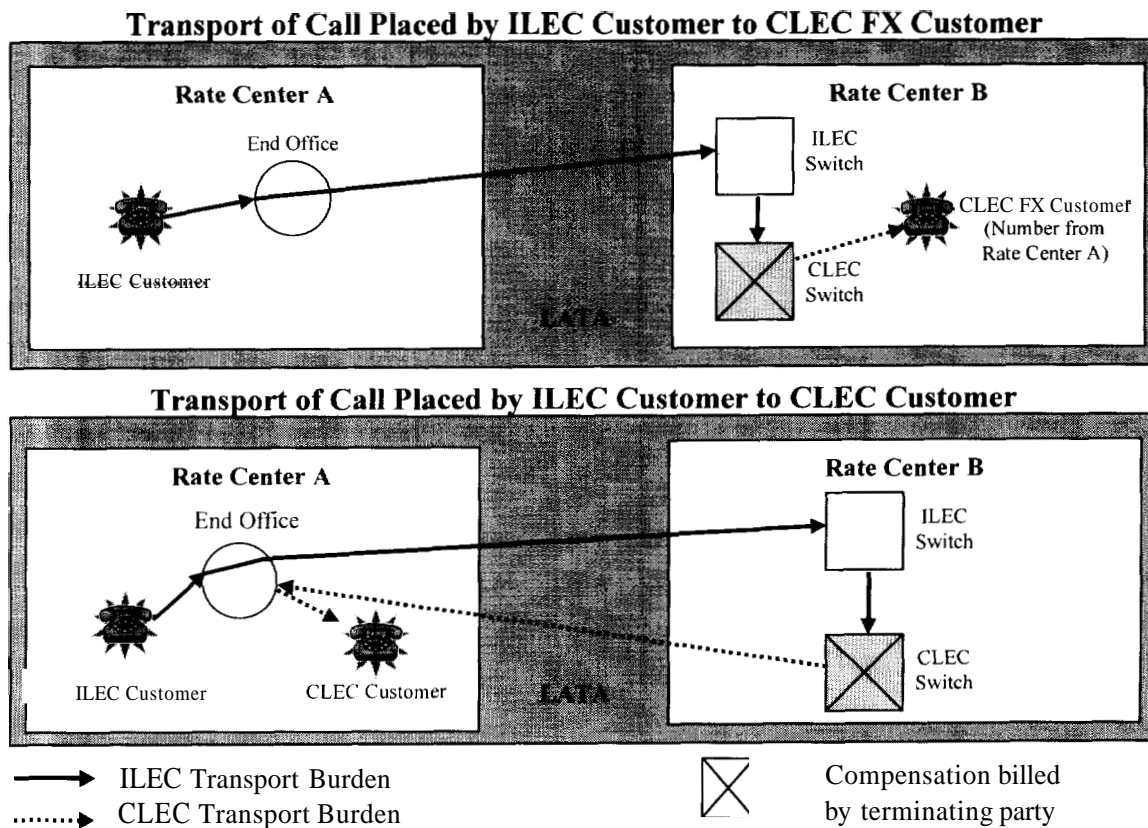 Transport of Call Placed by ILEC Customer to CLEC FX Customer
Rate Center A
End Office
ILEC Customer
LATA
Rate Center B
ILEC
Switch
CLEC
Switch
CLEC FX Customer
(Number from
Rate Center A)
Transport of Call Placed by ILEC Customer to CLEC Customer
Rate Center A
End Office
ILEC Customer
CLEC Customer
LATA
Rate Center B
ILEC
Switch
CLEC
Switch
ILEC Transport Burden
CLEC Transport Burden
Compensation billed
by terminating party